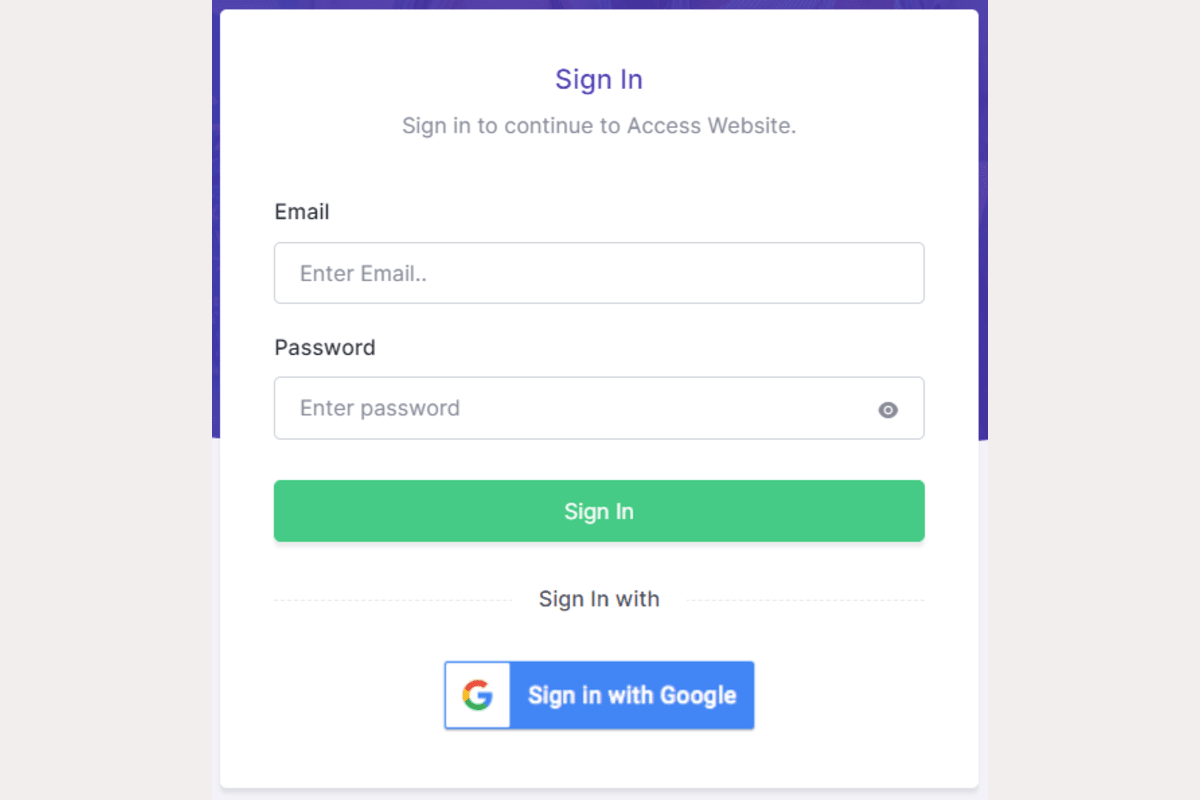 Sign In
Sign in to continue to Access Website.
Email
Enter Email..
Password
Enter password
Sign In
Sign In with
Sign in with Google